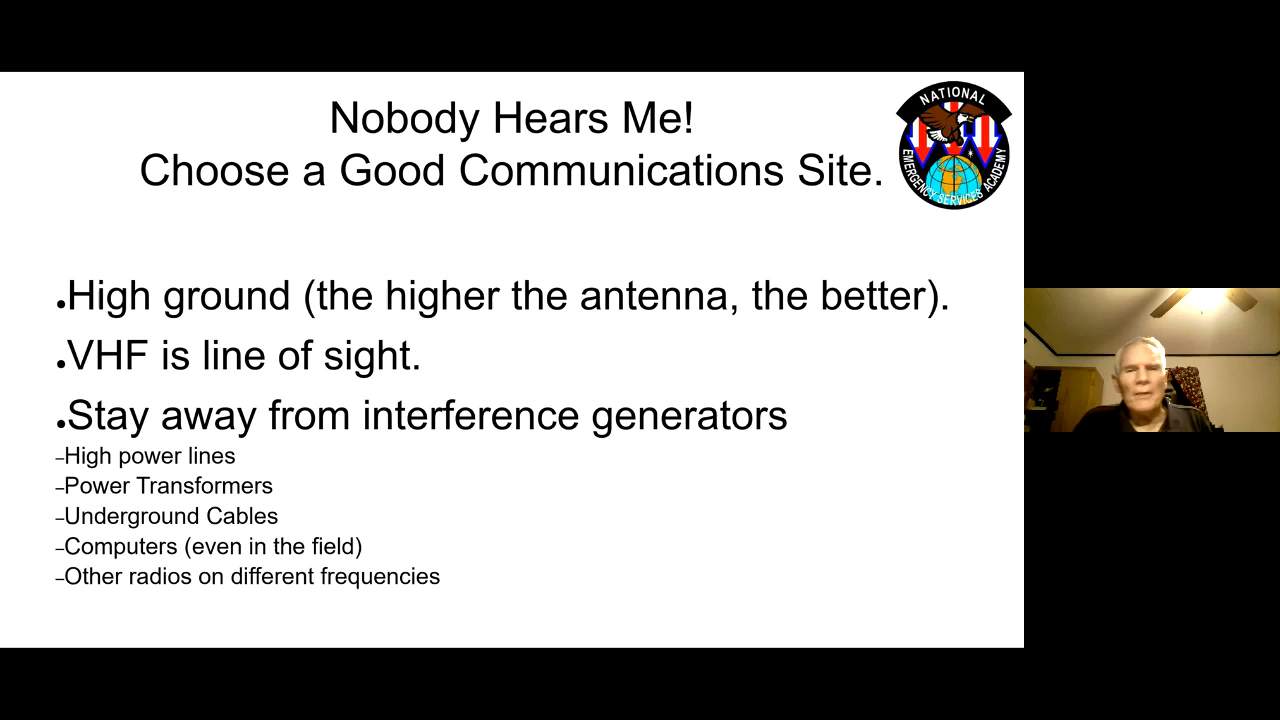 Nobody Hears Me!
Choose a Good Communications Site.
NATIONAL
EMERGENCY SERVICES ACADEMY
●High ground (the higher the antenna, the better).
●VHF is line of sight.
●Stay away from interference generators
–High power lines
–Power Transformers
–Underground Cables
–Computers (even in the field)
–Other radios on different frequencies